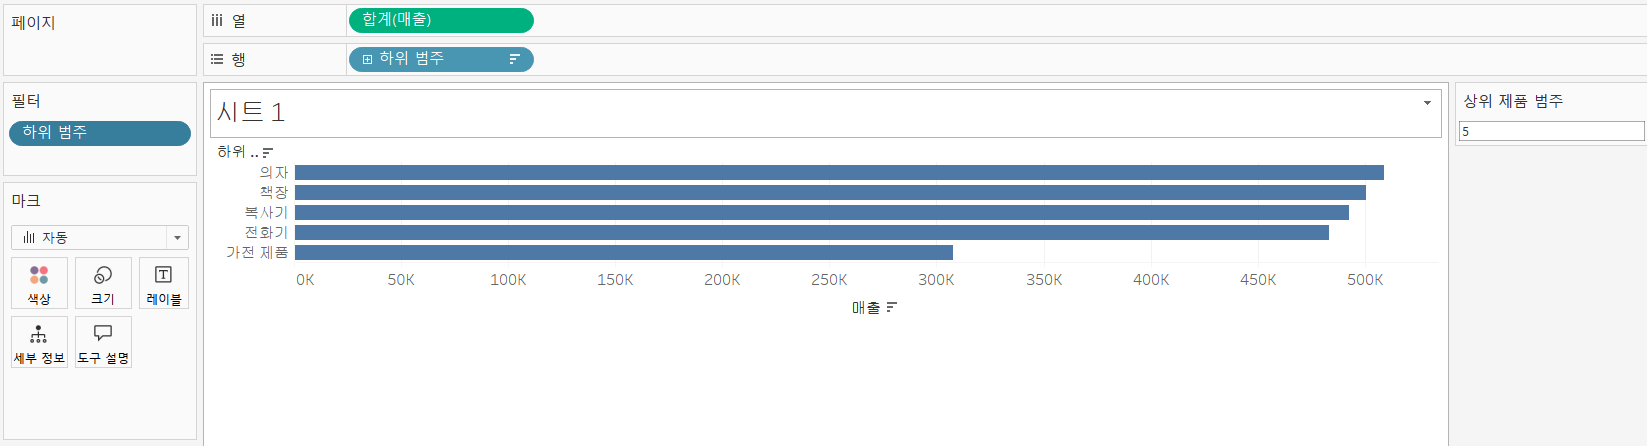 페이지
열
합계(매출)
행
하위 범주
필터
하위 범주
마크
자동
색상
크기
레이블
세부 정보
도구 설명
시트 1
하위 ..
의자
책장
복사기
전화기
가전 제품
0K 50K 100K 150K 200K 250K 300K 350K 400K 450K 500K
매출
상위 제품 범주
5